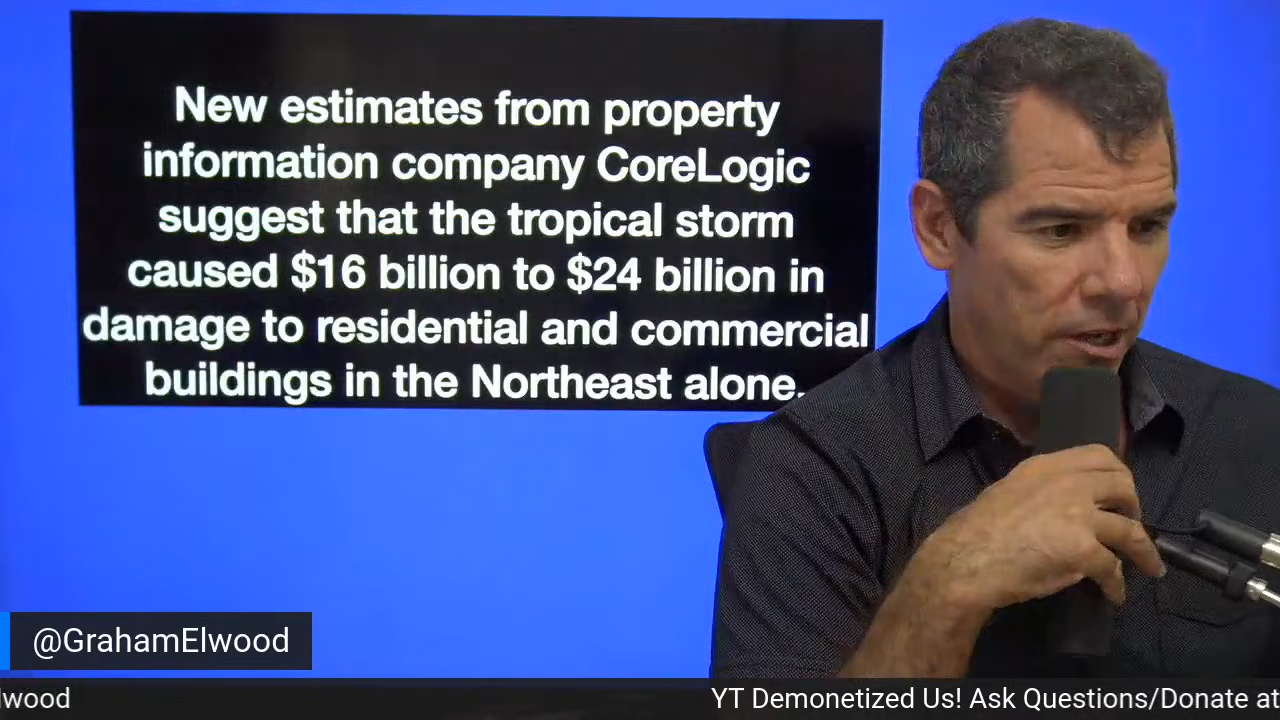 New estimates from property
information company CoreLogic
suggest that the tropical storm
caused $16 billion to $24 billion in
damage to residential and commercial
buildings in the Northeast alone.
@GrahamElwood
lwood YT Demonetized Us! Ask Questions/Donate at